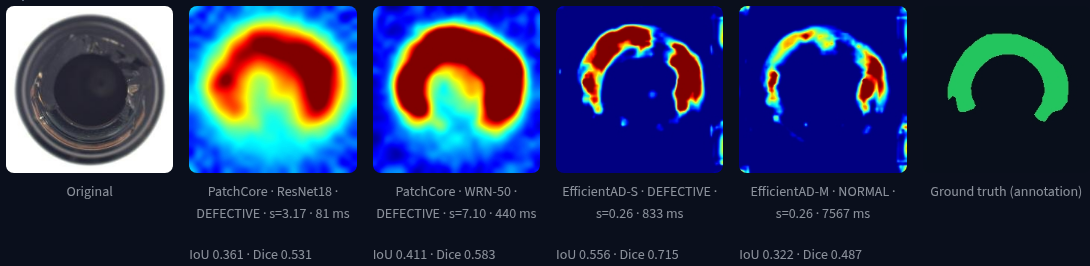 Original
PatchCore · ResNet18 ·
DEFECTIVE · s=3.17 · 81 ms
IoU 0.361 · Dice 0.531
PatchCore · WRN-50 ·
DEFECTIVE · s=7.10 · 440 ms
IoU 0.411 · Dice 0.583
EfficientAD-S · DEFECTIVE ·
s=0.26 · 833 ms
IoU 0.556 · Dice 0.715
EfficientAD-M · NORMAL ·
s=0.26 · 7567 ms
IoU 0.322 · Dice 0.487
Ground truth (annotation)